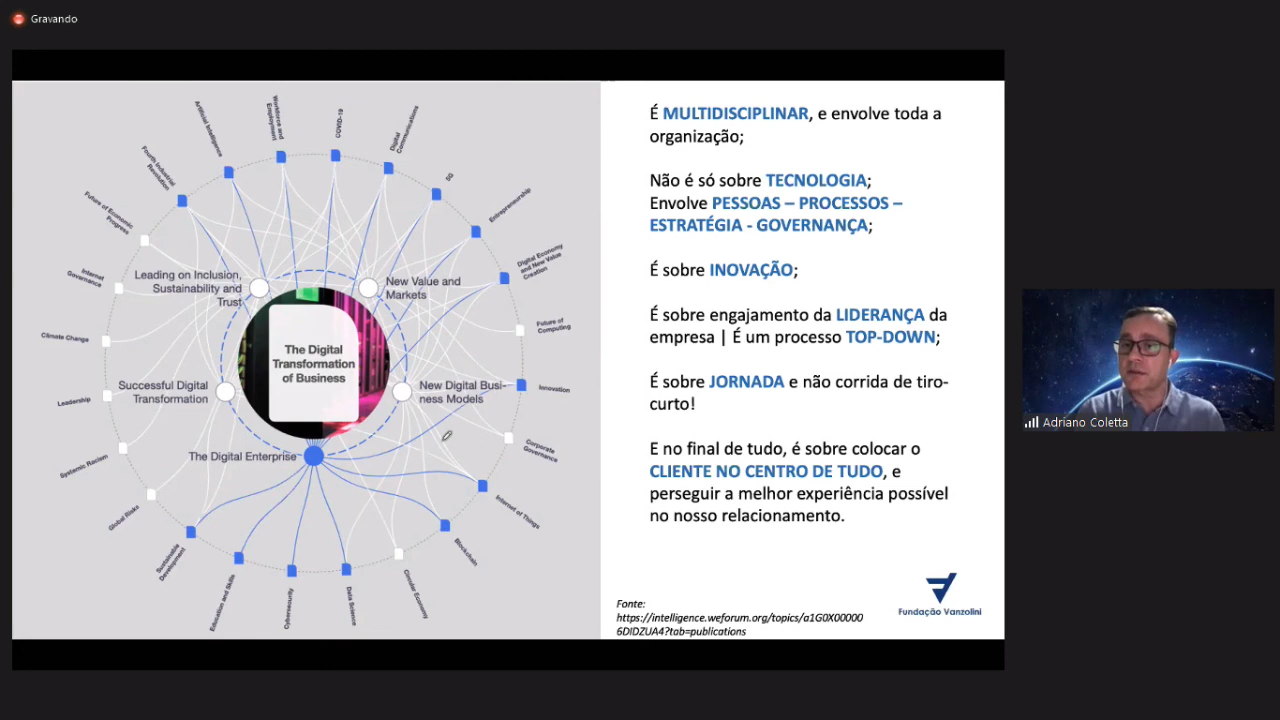 Gravando
Artificial Intelligence
Workforce and
Employment
COVID-19
Digital
Communications
5G
Entrepreneurship
Digital Economy
and New Value
Creation
Future of
Computing
Innovation
Corporate
Governance
Internet of Things
Blockchain
Circular Economy
Data Science
Cybersecurity
Education and Skills
Sustainable
Development
Global Risks
Systemic Racism
Leadership
Climate Change
Internet
Governance
Future of Economic
Progress
Fourth Industrial
Revolution
Leading on Inclusion,
Sustainability and
Trust
New Value and
Markets
The Digital
Transformation
of Business
Successful Digital
Transformation
New Digital Busi-
ness Models
The Digital Enterprise
É MULTIDISCIPLINAR, e envolve toda a
organização;
Não é só sobre TECNOLOGIA;
Envolve PESSOAS – PROCESSOS –
ESTRATÉGIA - GOVERNANÇA;
É sobre INOVAÇÃO;
É sobre engajamento da LIDERANÇA da
empresa | É um processo TOP-DOWN;
É sobre JORNADA e não corrida de tiro-
curto!
E no final de tudo, é sobre colocar o
CLIENTE NO CENTRO DE TUDO, e
perseguir a melhor experiência possível
no nosso relacionamento.
Fonte:
https://intelligence.weforum.org/topics/a1G0X00000
6DIDZUA4?tab=publications
Fundação Vanzolini
Adriano Coletta